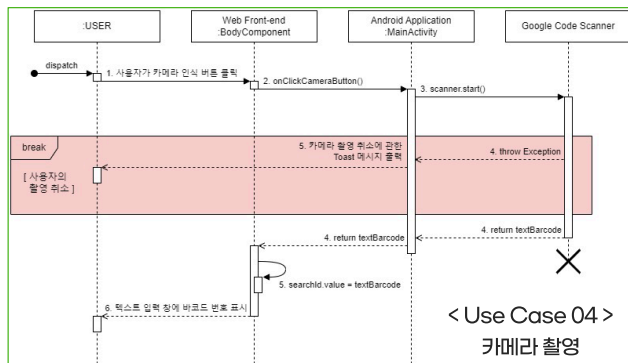 :USER
Web Front-end
:BodyComponent
Android Application
:MainActivity
Google Code Scanner
dispatch
1. 사용자가 카메라 인식 버튼 클릭
2. onClickCameraButton()
3. scanner.start()
break
[ 사용자의
촬영 취소 ]
5. 카메라 촬영 취소에 관한
Toast 메시지 출력
4. throw Exception
4. return textBarcode
4. return textBarcode
5. searchId.value = textBarcode
6. 텍스트 입력 창에 바코드 번호 표시
< Use Case 04 >
카메라 촬영